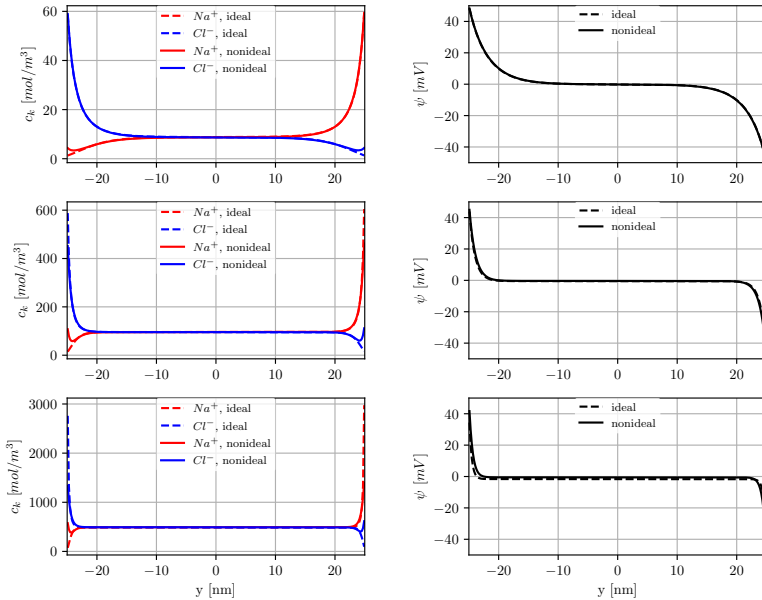 60
40
20
0
c_k [mol/m^3]
−20
−10
0
10
20
Na^+, ideal
Cl^−, ideal
Na^+, nonideal
Cl^−, nonideal
40
20
0
−20
−40
ψ [mV]
−20
−10
0
10
20
ideal
nonideal
600
400
200
0
c_k [mol/m^3]
−20
−10
0
10
20
Na^+, ideal
Cl^−, ideal
Na^+, nonideal
Cl^−, nonideal
40
20
0
−20
−40
ψ [mV]
−20
−10
0
10
20
ideal
nonideal
3000
2000
1000
0
c_k [mol/m^3]
−20
−10
0
10
20
y [nm]
Na^+, ideal
Cl^−, ideal
Na^+, nonideal
Cl^−, nonideal
40
20
0
−20
−40
ψ [mV]
−20
−10
0
10
20
y [nm]
ideal
nonideal